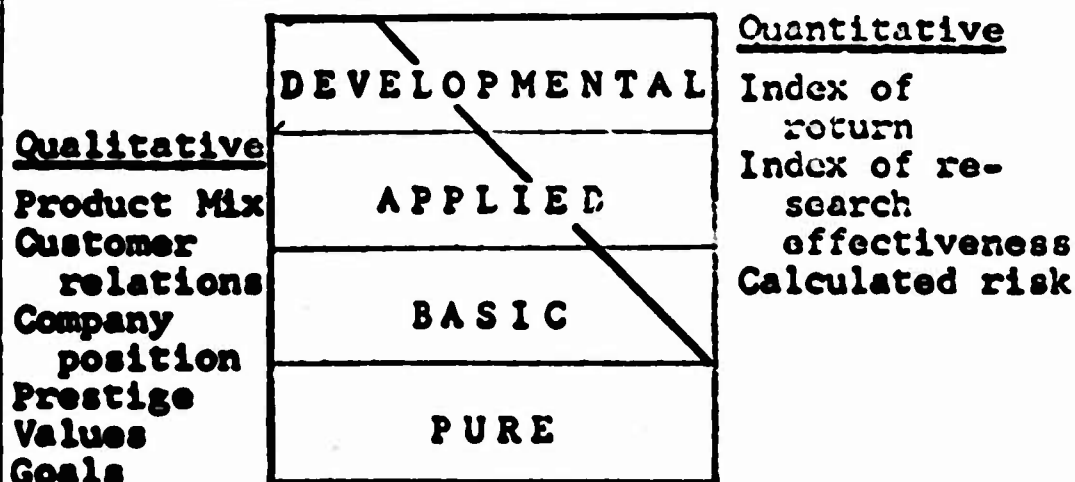 Qualitative
Product Mix
Customer
relations
Company
position
Prestige
Values
Goals
DEVELOPMENTAL
APPLIED
BASIC
PURE
Quantitative
Index of
return
Index of re-
search
effectiveness
Calculated risk